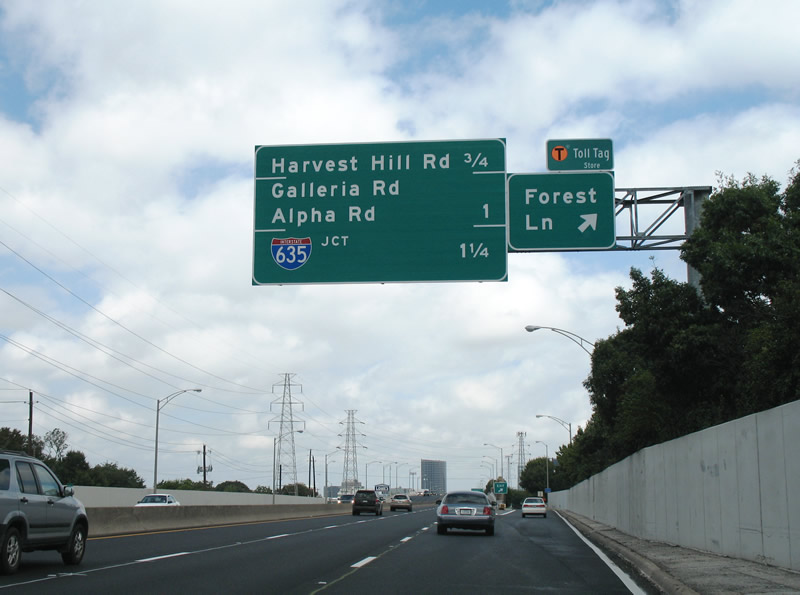 Harvest Hill Rd 3/4
Galleria Rd
Alpha Rd 1
INTERSTATE
635 JCT 1 1/4
T Toll Tag
Store
Forest
Ln